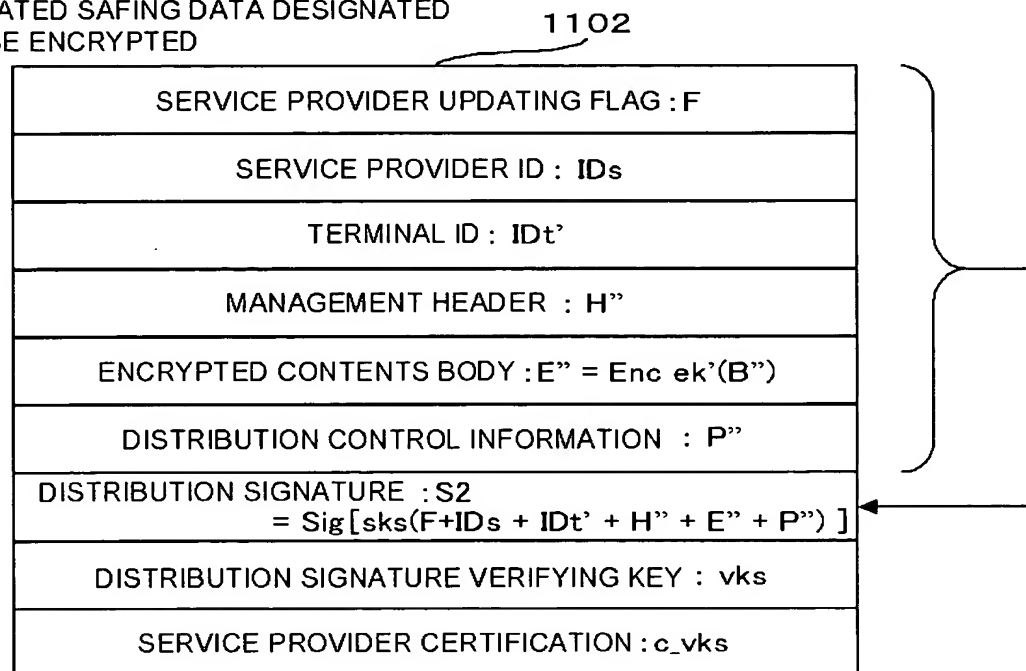 ATED SAFING DATA DESIGNATED
BE ENCRYPTED
1102
SERVICE PROVIDER UPDATING FLAG : F
SERVICE PROVIDER ID : IDs
TERMINAL ID : IDt’
MANAGEMENT HEADER : H”
ENCRYPTED CONTENTS BODY : E” = Enc ek’(B”)
DISTRIBUTION CONTROL INFORMATION : P”
DISTRIBUTION SIGNATURE : S2
= Sig[sks(F+IDs + IDt’ + H” + E” + P”) ]
DISTRIBUTION SIGNATURE VERIFYING KEY : vks
SERVICE PROVIDER CERTIFICATION : c_vks